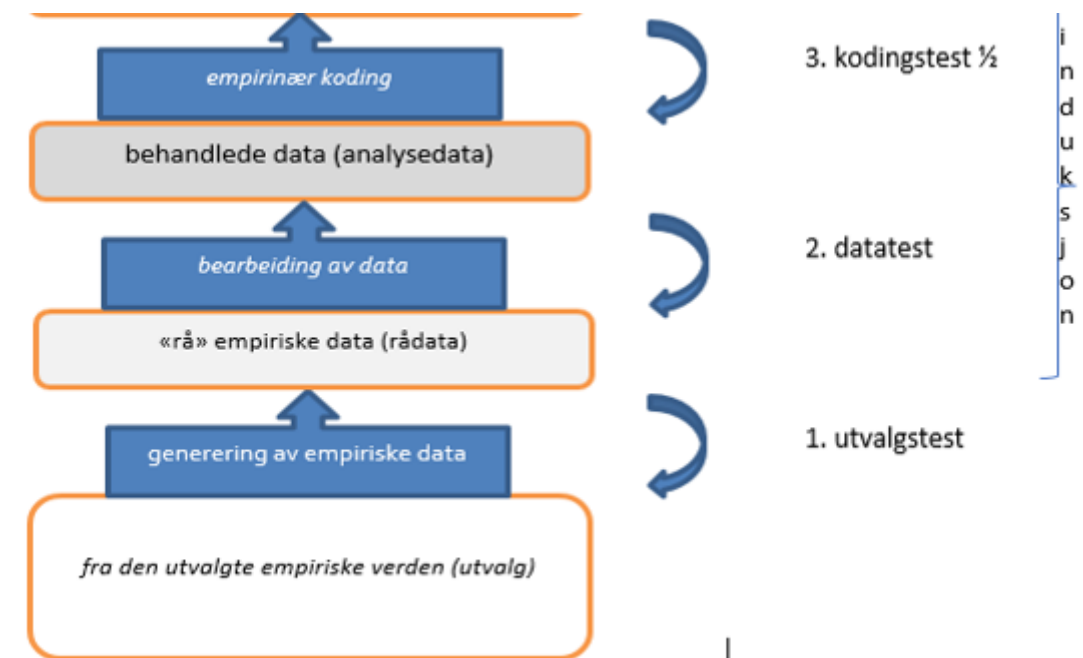 empirinær koding
3. kodingstest ½
behandlede data (analysedata)
bearbeiding av data
2. datatest
«rå» empiriske data (rådata)
generering av empiriske data
1. utvalgstest
fra den utvalgte empiriske verden (utvalg)
i
n
d
u
k
s
j
o
n